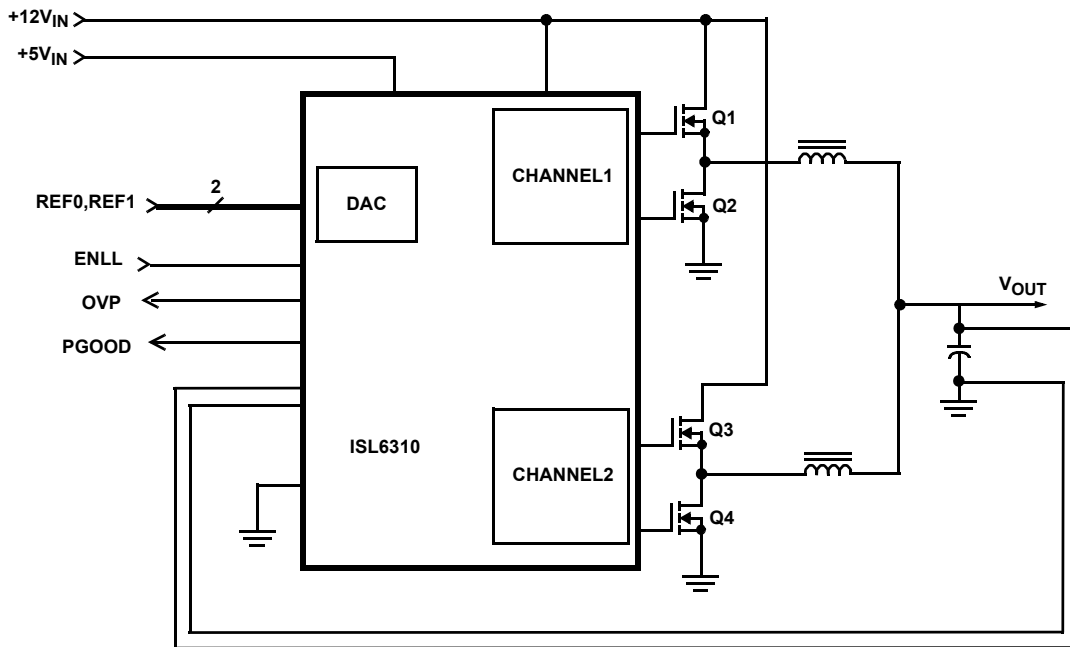 +12VIN
+5VIN
Q1
CHANNEL1
2
DAC
REF0,REF1
Q2
ENLL
VOUT
OVP
PGOOD
Q3
ISL6310
CHANNEL2
Q4